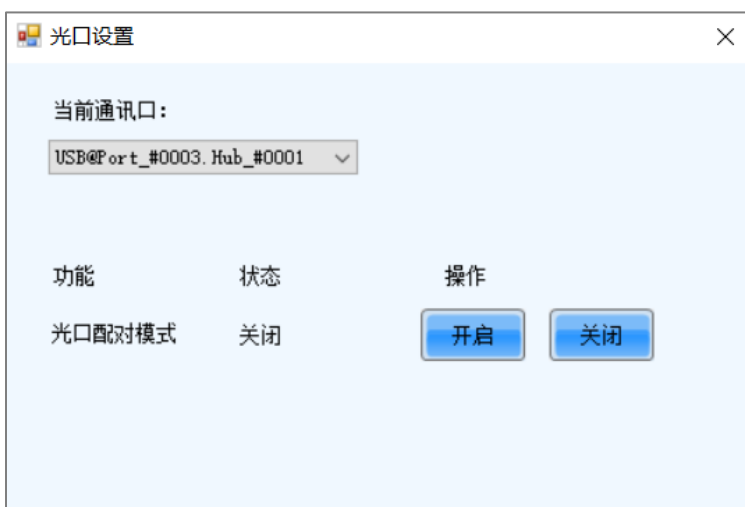 光口设置
当前通讯口：
USB@Port_#0003.Hub_#0001
功能 状态 操作
光口配对模式 关闭 开启 关闭